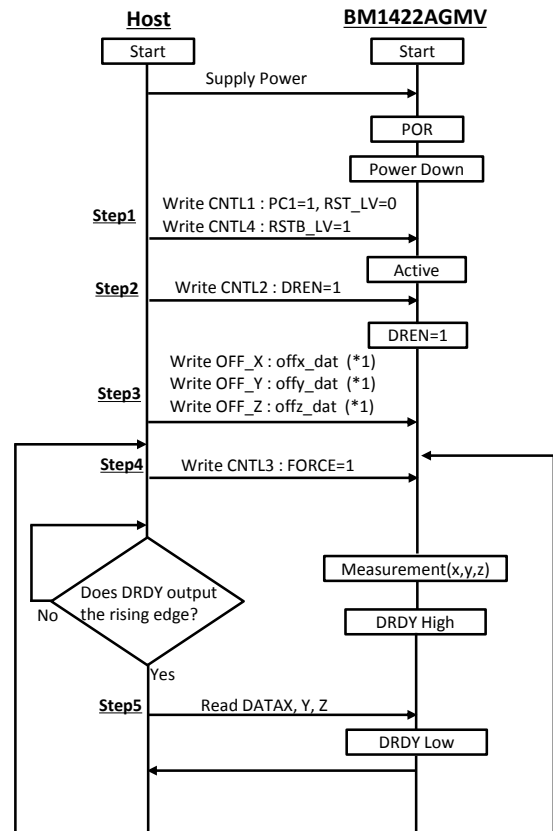 Host
BM1422AGMV
Start
Start
Supply Power
POR
Power Down
Step1
Write CNTL1 : PC1=1, RST_LV=0
Write CNTL4 : RSTB_LV=1
Active
Step2
Write CNTL2 : DREN=1
DREN=1
Step3
Write OFF_X : offx_dat (*1)
Write OFF_Y : offy_dat (*1)
Write OFF_Z : offz_dat (*1)
Step4
Write CNTL3 : FORCE=1
Measurement(x,y,z)
Does DRDY output
the rising edge?
No
DRDY High
Yes
Step5
Read DATAX, Y, Z
DRDY Low